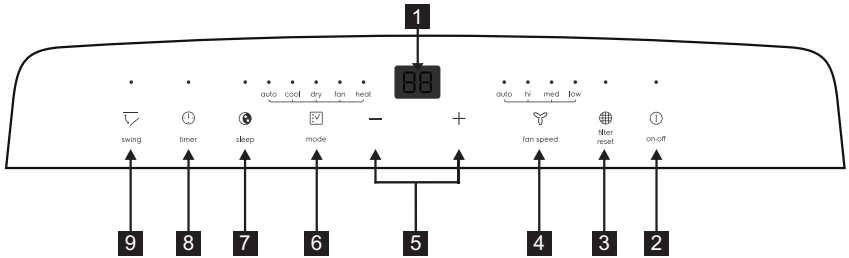 1
88
auto cool dry fan heat
auto hi med low
swing
timer
sleep
mode
fan speed
filter
reset
on·off
9 8 7 6 5 4 3 2